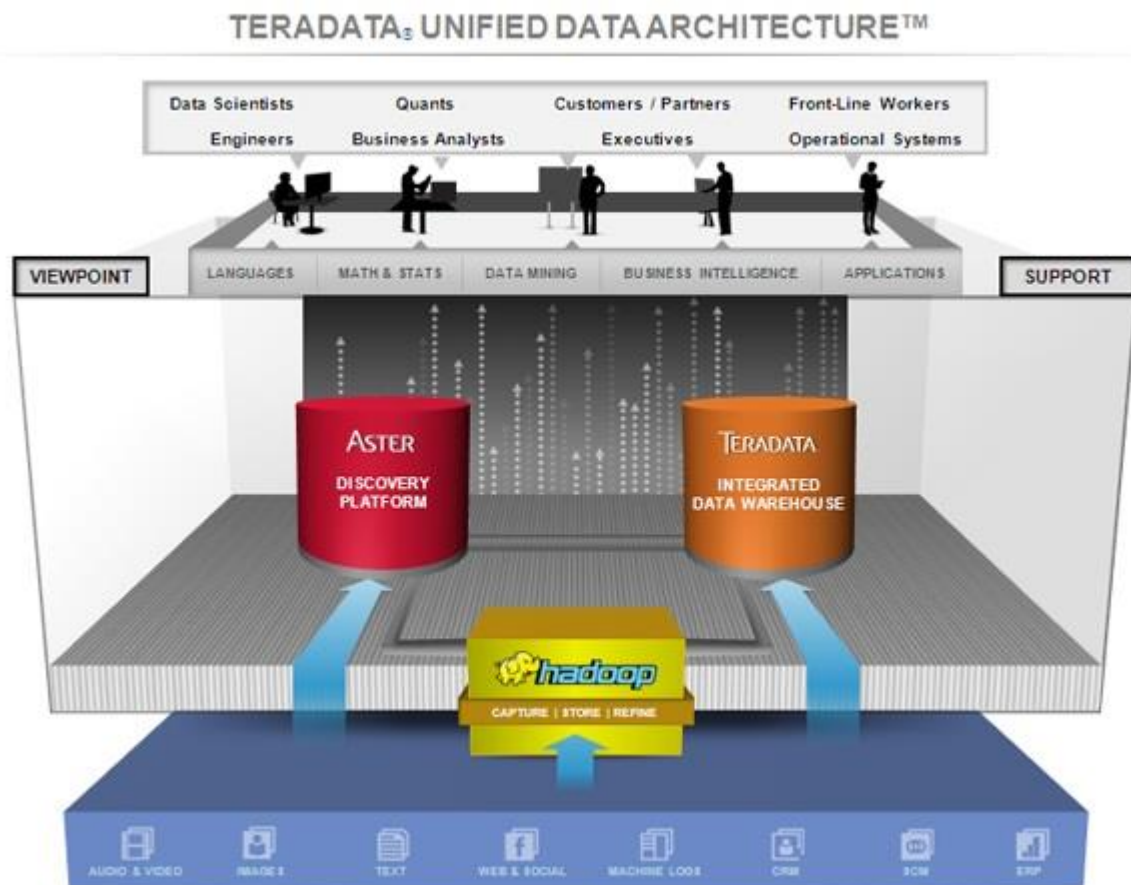 TERADATA® UNIFIED DATA ARCHITECTURE™
Data Scientists Quants Customers / Partners Front-Line Workers
Engineers Business Analysts Executives Operational Systems
VIEWPOINT LANGUAGES MATH & STATS DATA MINING BUSINESS INTELLIGENCE APPLICATIONS SUPPORT
ASTER TERADATA
DISCOVERY INTEGRATED
PLATFORM DATA WAREHOUSE
hadoop
CAPTURE | STORE | REFINE
AUDIO & VIDEO IMAGES TEXT WEB & SOCIAL MACHINE LOGS CRM SCM ERP